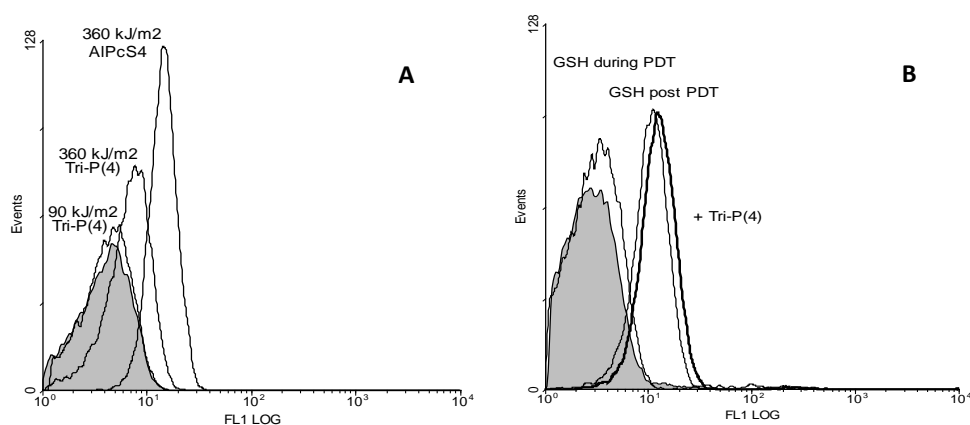 360 kJ/m2
AlPcS4
A
360 kJ/m2
Tri-P(4)
90 kJ/m2
Tri-P(4)
128
Events
0
10^0 10^1 10^2 10^3 10^4
FL1 LOG
B
GSH during PDT
GSH post PDT
+ Tri-P(4)
128
Events
0
10^0 10^1 10^2 10^3 10^4
FL1 LOG